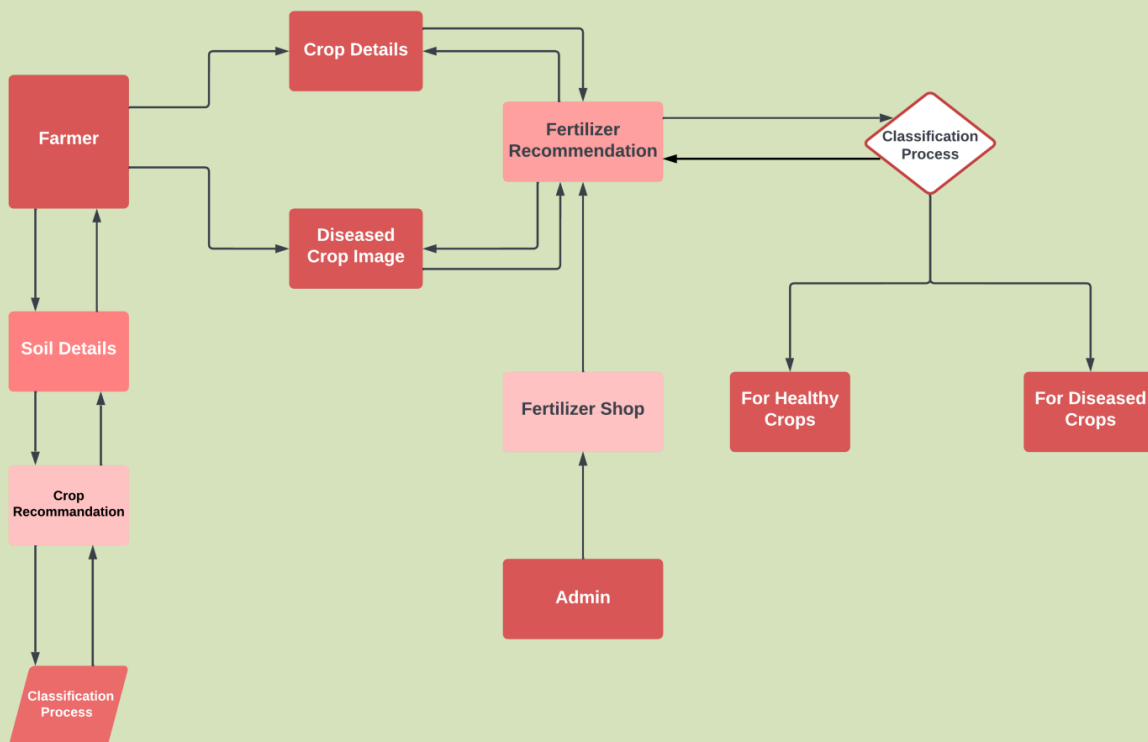 Crop Details
Farmer
Fertilizer
Recommendation
Classification
Process
Diseased
Crop Image
Soil Details
Fertilizer Shop
For Healthy
Crops
For Diseased
Crops
Crop
Recommandation
Admin
Classification
Process